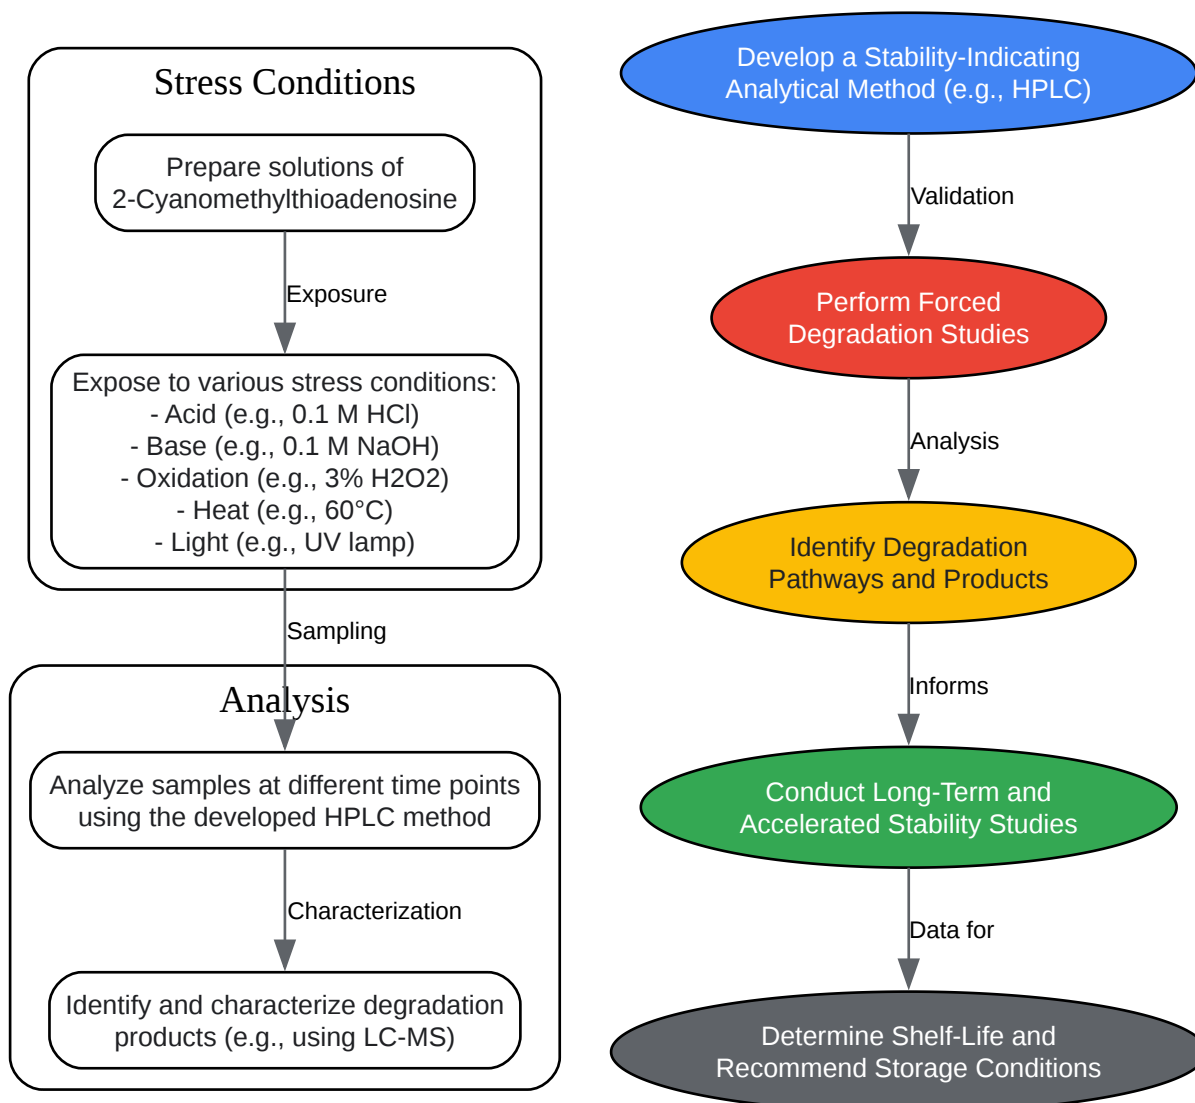 Stress Conditions
Prepare solutions of
2-Cyanomethylthioadenosine
Exposure
Expose to various stress conditions:
- Acid (e.g., 0.1 M HCl)
- Base (e.g., 0.1 M NaOH)
- Oxidation (e.g., 3% H2O2)
- Heat (e.g., 60°C)
- Light (e.g., UV lamp)
Sampling
Analysis
Analyze samples at different time points
using the developed HPLC method
Characterization
Identify and characterize degradation
products (e.g., using LC-MS)
Develop a Stability-Indicating
Analytical Method (e.g., HPLC)
Validation
Perform Forced
Degradation Studies
Analysis
Identify Degradation
Pathways and Products
Informs
Conduct Long-Term and
Accelerated Stability Studies
Data for
Determine Shelf-Life and
Recommend Storage Conditions